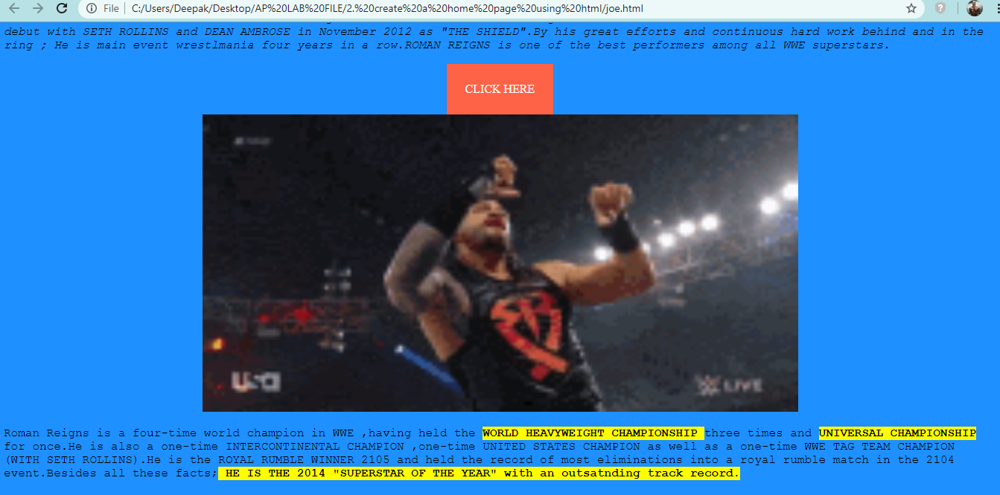 File
C:/Users/Deepak/Desktop/AP%20LAB%20FILE/2.%20create%20a%20home%20page%20using%20html/joe.html
debut with SETH ROLLINS and DEAN AMBROSE in November 2012 as "THE SHIELD".By his great efforts and continuous hard work behind and in the
ring ; He is main event wrestlmania four years in a row.ROMAN REIGNS is one of the best performers among all WWE superstars.
CLICK HERE
USA
LIVE
Roman Reigns is a four-time world champion in WWE ,having held the WORLD HEAVYWEIGHT CHAMPIONSHIP three times and UNIVERSAL CHAMPIONSHIP
for once.He is also a one-time INTERCONTINENTAL CHAMPION ,one-time UNITED STATES CHAMPION as well as a one-time WWE TAG TEAM CHAMPION
(WITH SETH ROLLINS).He is the ROYAL RUMBLE WINNER 2105 and held the record of most eliminations into a royal rumble match in the 2104
event.Besides all these facts; HE IS THE 2014 "SUPERSTAR OF THE YEAR" with an outsatnding track record.